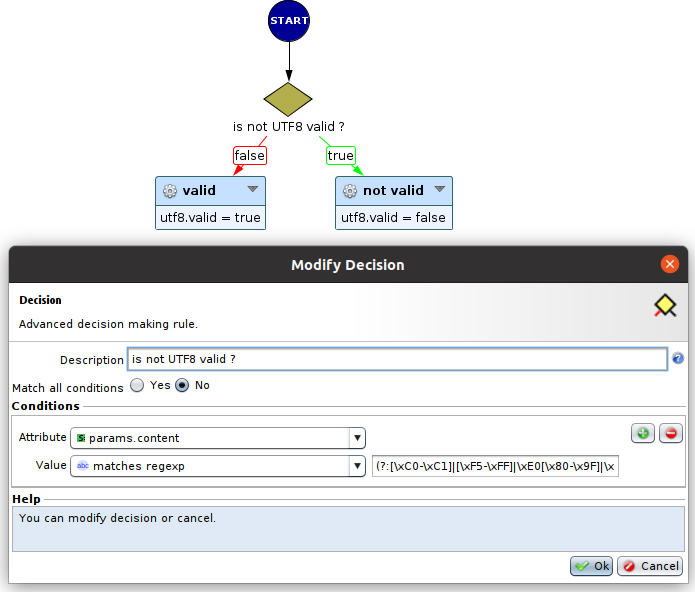 START
is not UTF8 valid ?
false
true
valid
not valid
utf8.valid = true
utf8.valid = false
Modify Decision
Decision
Advanced decision making rule.
Description
is not UTF8 valid ?
Match all conditions
Yes
No
Conditions
Attribute
S params.content
Value
abc matches regexp
(?:[\xC0-\xC1]|[\xF5-\xFF]|\xE0[\x80-\x9F]|\x
Help
You can modify decision or cancel.
Ok
Cancel